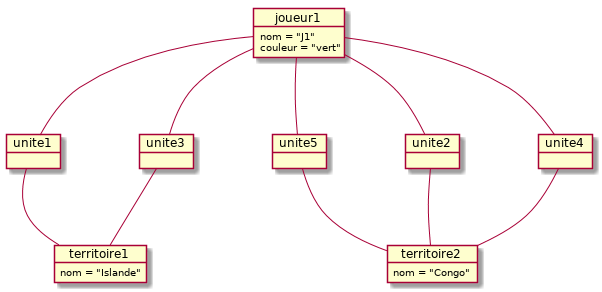 joueur1
nom = "J1"
couleur = "vert"
unite1
unite3
unite5
unite2
unite4
territoire1
nom = "Islande"
territoire2
nom = "Congo"